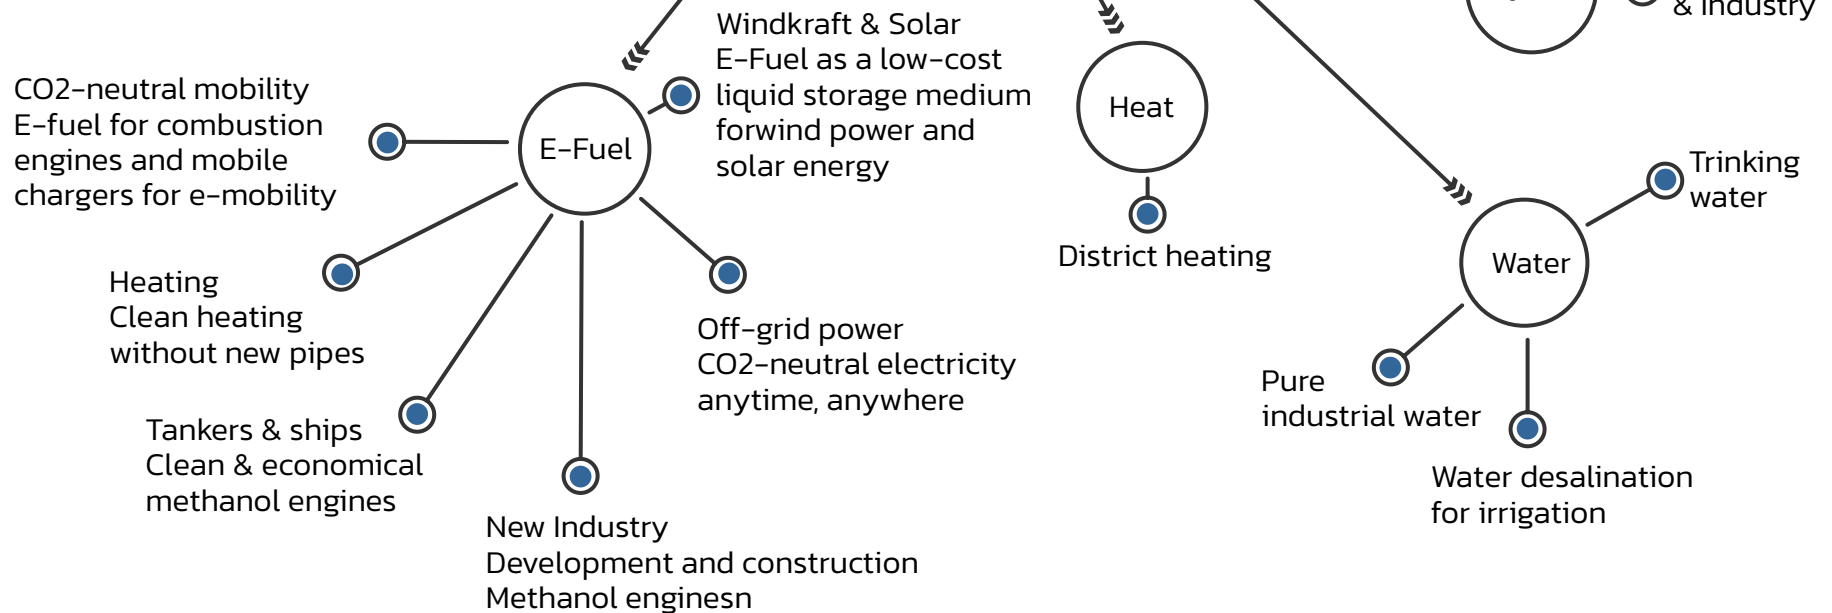 & Industry
Windkraft & Solar
E-Fuel as a low-cost
liquid storage medium
forwind power and
solar energy
CO2-neutral mobility
E-fuel for combustion
engines and mobile
chargers for e-mobility
E-Fuel
Heat
Trinking
water
Heating
Clean heating
without new pipes
District heating
Water
Off-grid power
CO2-neutral electricity
anytime, anywhere
Pure
industrial water
Tankers & ships
Clean & economical
methanol engines
Water desalination
for irrigation
New Industry
Development and construction
Methanol enginesn